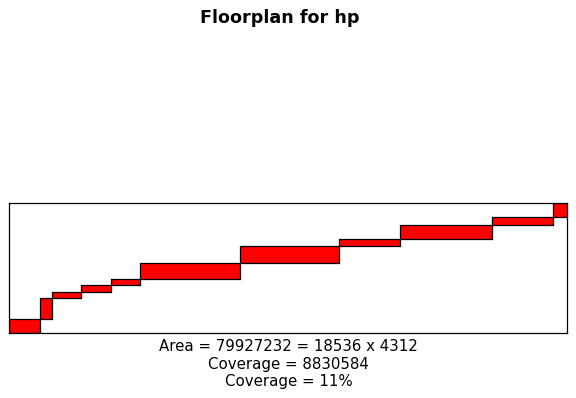 Floorplan for hp
Area = 79927232 = 18536 x 4312
Coverage = 8830584
Coverage = 11%